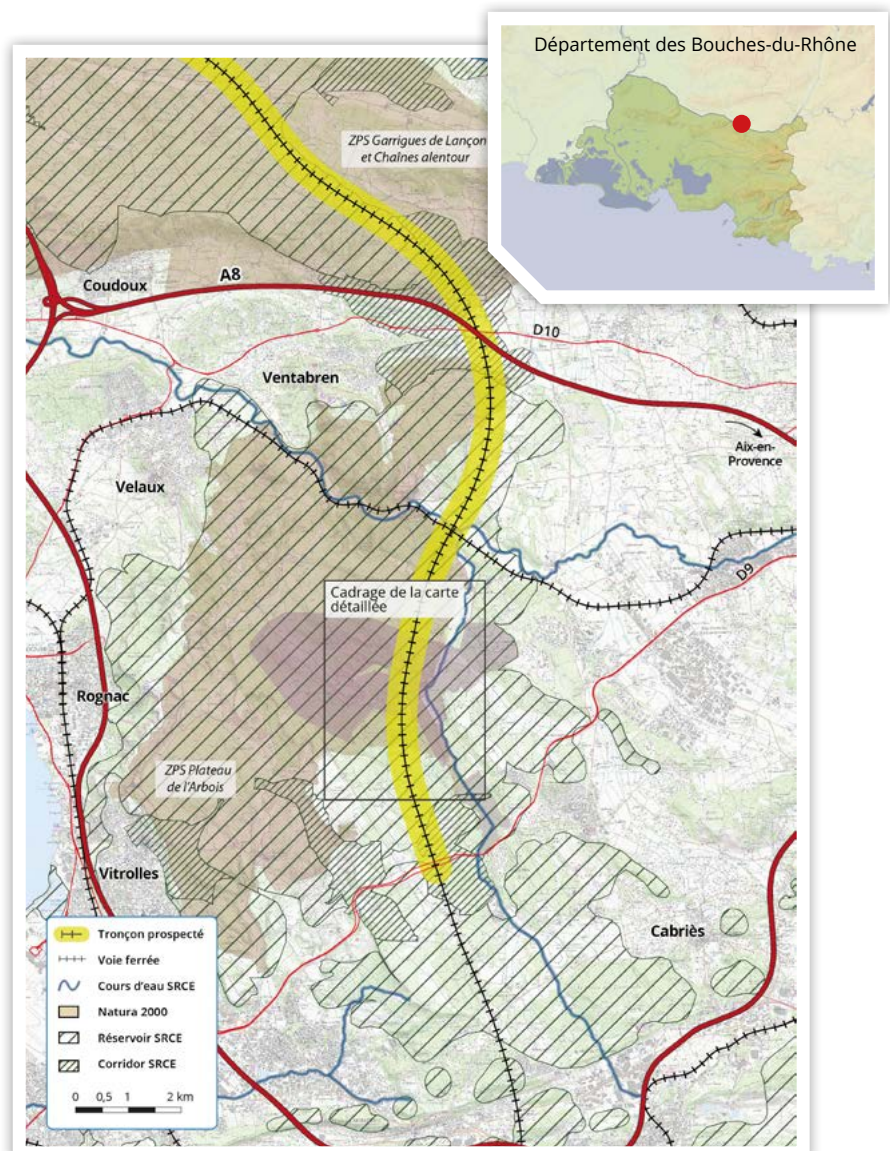 Département des Bouches-du-Rhône
ZPS Garrigues de Lançon
et Chaînes alentour
Coudoux
A8
D10
Ventabren
Aix-en-
Provence
Velaux
D9
Cadrage de la carte
détaillée
Rognac
ZPS Plateau
de l'Arbois
Vitrolles
Cabriès
Tronçon prospecté
Voie ferrée
Cours d'eau SRCE
Natura 2000
Réservoir SRCE
Corridor SRCE
0 0,5 1 2 km